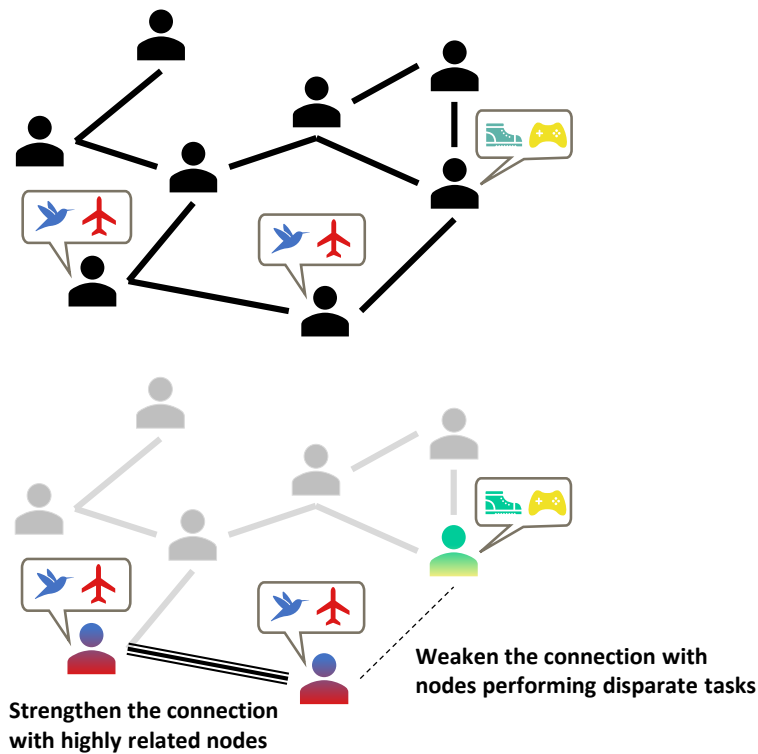 Weaken the connection with
nodes performing disparate tasks
Strengthen the connection
with highly related nodes